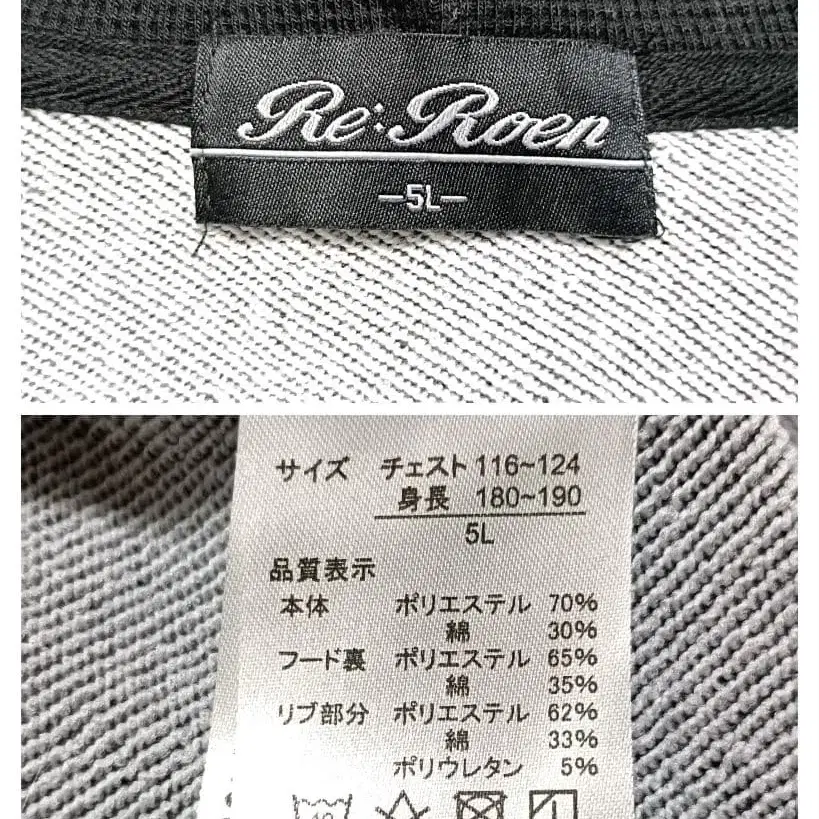 Re:Roen
-5L-
サイズ チェスト 116~124
身長 180~190
5L
品質表示
本体 ポリエステル 70%
綿 30%
フード裏 ポリエステル 65%
綿 35%
リブ部分 ポリエステル 62%
綿 33%
ポリウレタン 5%